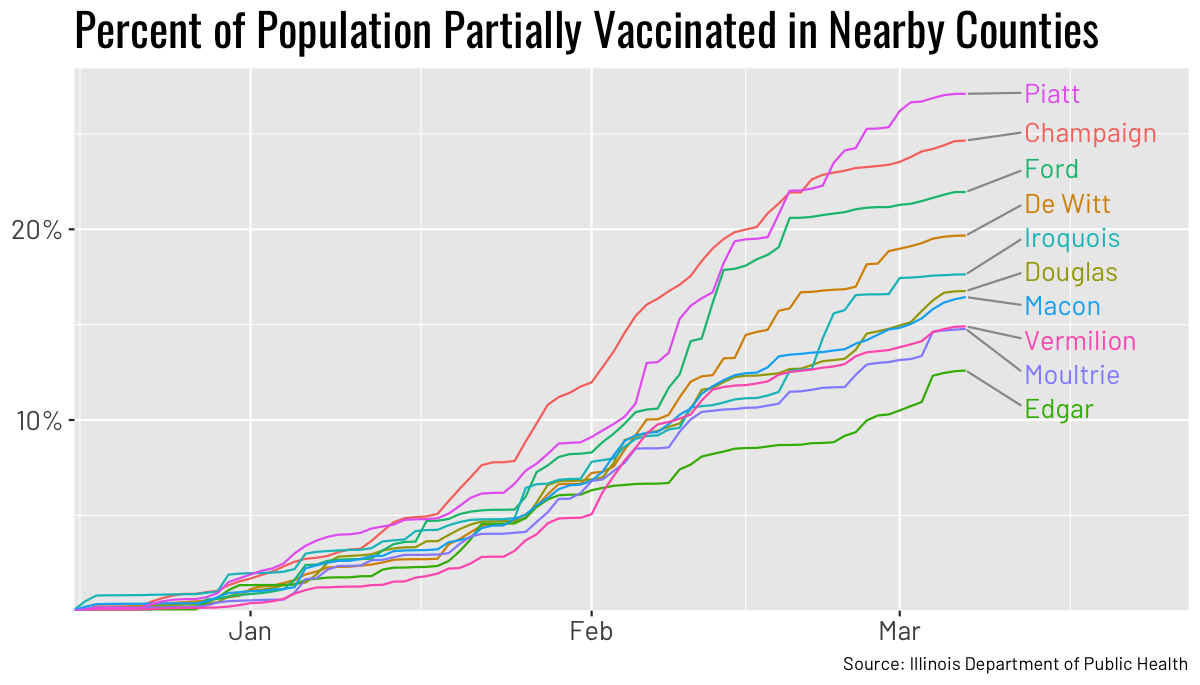 Percent of Population Partially Vaccinated in Nearby Counties
Piatt
Champaign
Ford
De Witt
Iroquois
Douglas
Macon
Vermilion
Moultrie
Edgar
20%
10%
Jan Feb Mar
Source: Illinois Department of Public Health